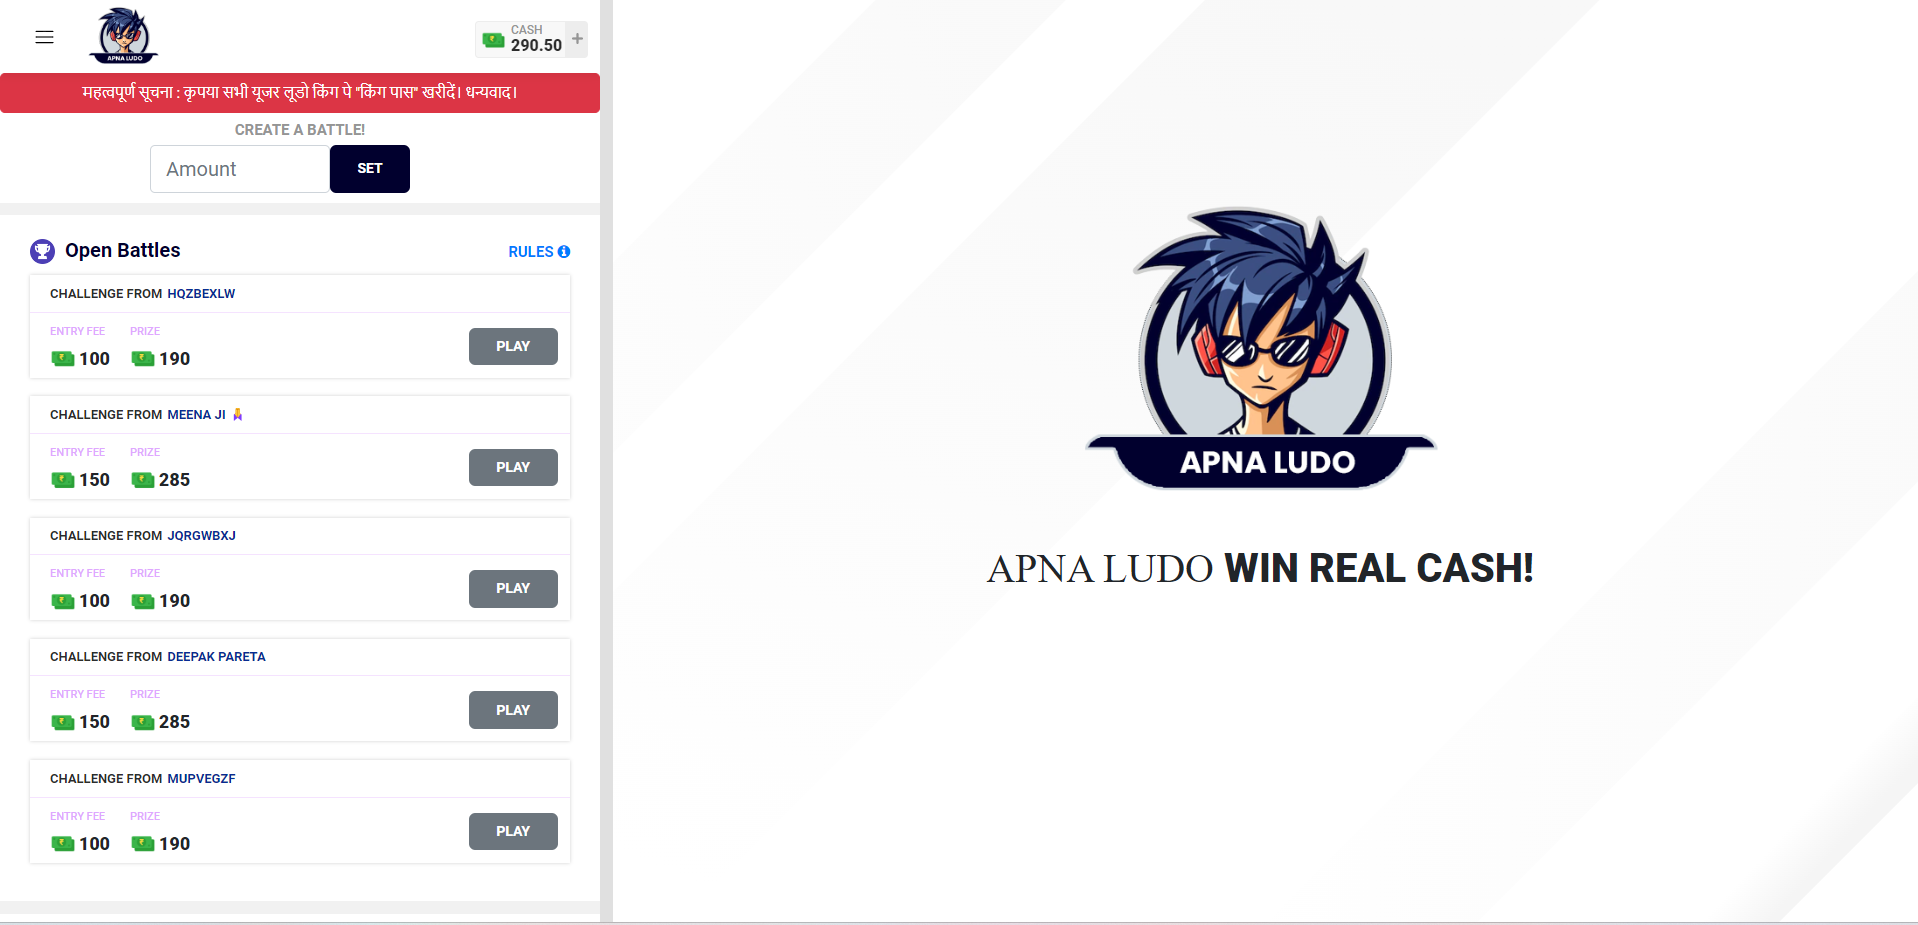 APNA LUDO
CASH
290.50 +
महत्वपूर्ण सूचना : कृपया सभी यूजर लूडो किंग पे "किंग पास" खरीदें। धन्यवाद।
CREATE A BATTLE!
Amount SET
Open Battles RULES
CHALLENGE FROM HQZBEXLW
ENTRY FEE PRIZE
100 190 PLAY
CHALLENGE FROM MEENA JI
ENTRY FEE PRIZE
150 285 PLAY
CHALLENGE FROM JQRGWBXJ
ENTRY FEE PRIZE
100 190 PLAY
CHALLENGE FROM DEEPAK PARETA
ENTRY FEE PRIZE
150 285 PLAY
CHALLENGE FROM MUPVEGZF
ENTRY FEE PRIZE
100 190 PLAY
APNA LUDO
APNA LUDO WIN REAL CASH!